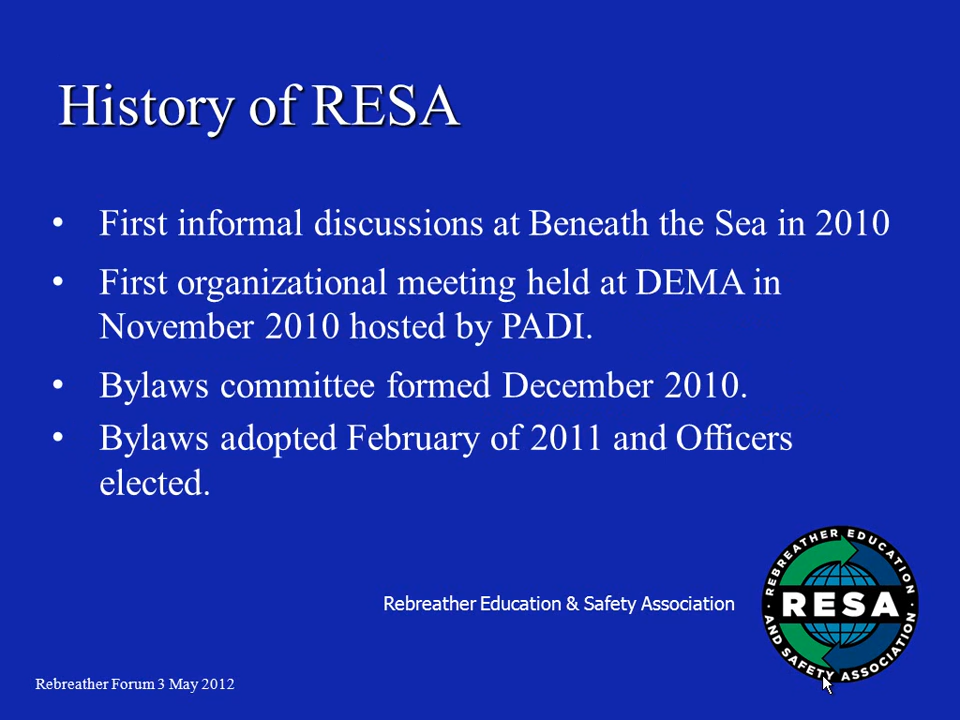 History of RESA
• First informal discussions at Beneath the Sea in 2010
• First organizational meeting held at DEMA in
November 2010 hosted by PADI.
• Bylaws committee formed December 2010.
• Bylaws adopted February of 2011 and Officers
elected.
Rebreather Education & Safety Association
REBREATHER EDUCATION
· RESA ·
AND SAFETY ASSOCIATION
Rebreather Forum 3 May 2012